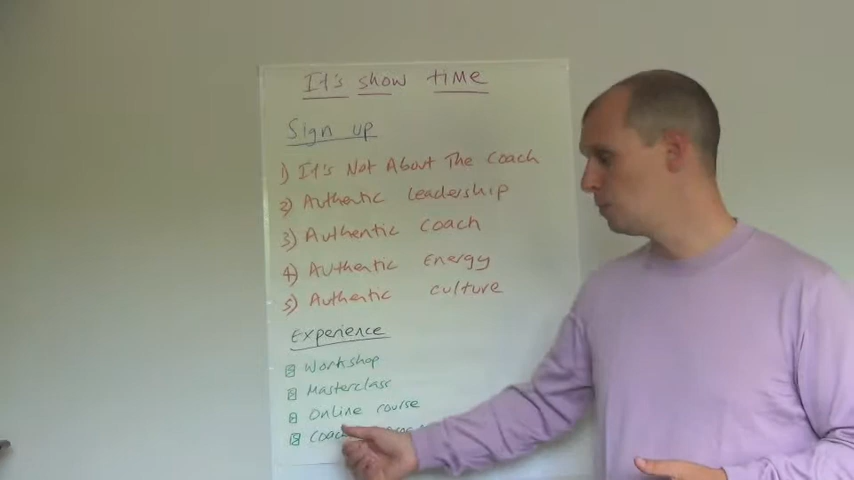 It's show time
Sign up
1) It's Not About The Coach
2) Authentic Leadership
3) Authentic Coach
4) Authentic Energy
5) Authentic culture
Experience
Workshop
Masterclass
Online course